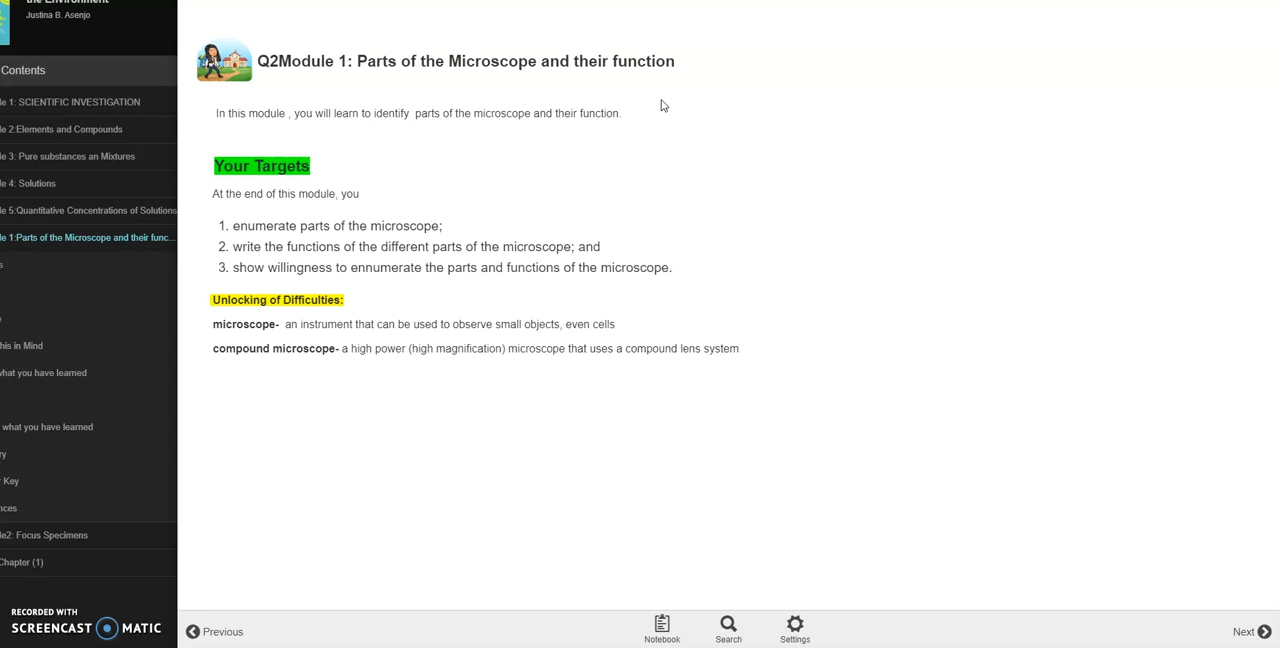 the Environment
Justina B. Asenjo
Contents
le 1: SCIENTIFIC INVESTIGATION
le 2:Elements and Compounds
le 3: Pure substances an Mixtures
le 4: Solutions
le 5:Quantitative Concentrations of Solutions
le 1:Parts of the Microscope and their func...
s
e
his in Mind
what you have learned
what you have learned
ry
Key
nces
le2: Focus Specimens
Chapter (1)
RECORDED WITH
SCREENCAST MATIC
Q2Module 1: Parts of the Microscope and their function
In this module , you will learn to identify parts of the microscope and their function.
Your Targets
At the end of this module, you
1. enumerate parts of the microscope;
2. write the functions of the different parts of the microscope; and
3. show willingness to ennumerate the parts and functions of the microscope.
Unlocking of Difficulties:
microscope- an instrument that can be used to observe small objects, even cells
compound microscope- a high power (high magnification) microscope that uses a compound lens system
Previous
Notebook
Search
Settings
Next